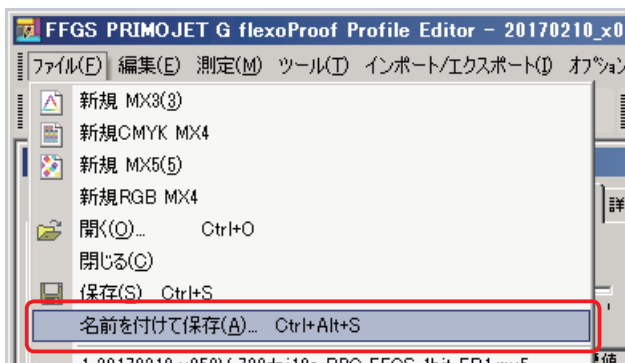 FFGS PRIMOJET G flexoProof Profile Editor - 20170210_x0
ファイル(F) 編集(E) 測定(M) ツール(T) インポート/エクスポート(I) オプション
新規 MX3(3)
新規CMYK MX4
新規 MX5(5)
新規RGB MX4
詳
開く(O)... Ctrl+O
閉じる(C)
保存(S) Ctrl+S
名前を付けて保存(A)... Ctrl+Alt+S